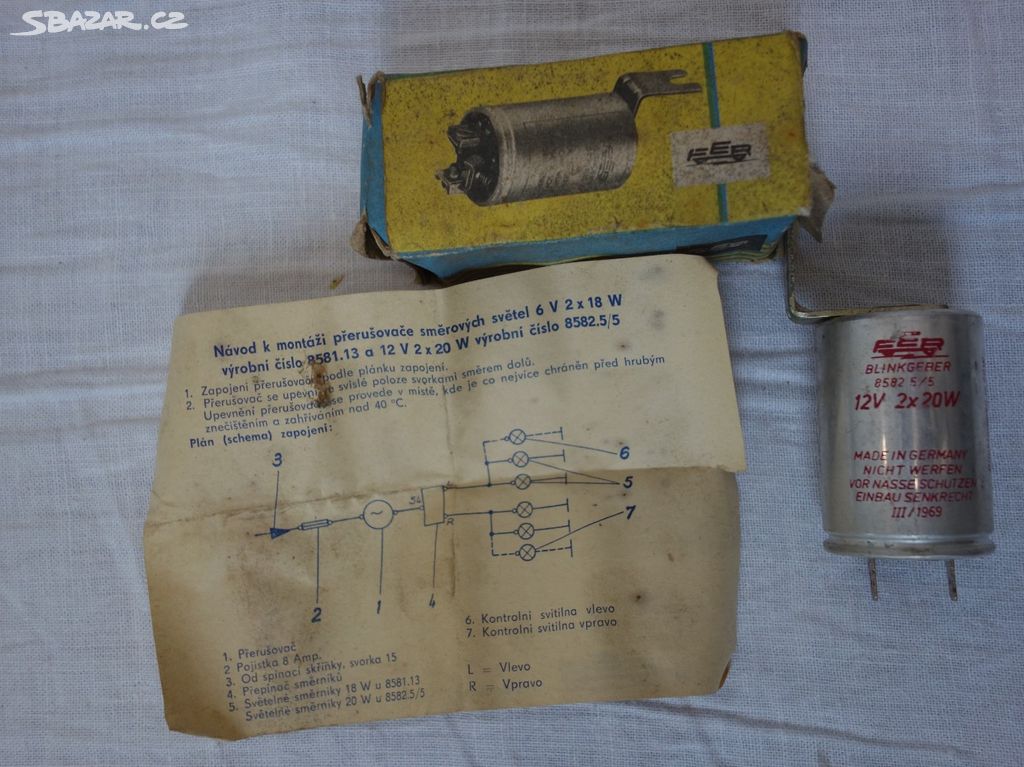 SBAZAR.CZ
FER
Návod k montáži přerušovače směrových světel 6 V 2 x 18 W
výrobní číslo 8581.13 a 12 V 2 x 20 W výrobní číslo 8582.5/5
1. Zapojení přerušovače podle plánku zapojení.
2. Přerušovač se upevní ve svislé poloze svorkami směrem dolů.
Upevnění přerušovače se provede v místě, kde je co nejvíce chráněn před hrubým
znečištěním a zahříváním nad 40 °C.
Plán (schema) zapojení:
3
54
L
R
6
5
7
2
1
4
1. Přerušovač
2 Pojistka 8 Amp.
3. Od spínací skříňky, svorka 15
4. Přepínač směrníků
5. Světelné směrníky 18 W u 8581.13
Světelné směrníky 20 W u 8582.5/5
6. Kontrolní svítilna vlevo
7. Kontrolní svítilna vpravo
L = Vlevo
R = Vpravo
FER
BLINKGEBER
8582 5/5
12V 2x20W
MADE IN GERMANY
NICHT WERFEN
VOR NÄSSE SCHÜTZEN
EINBAU SENKRECHT
III/1969